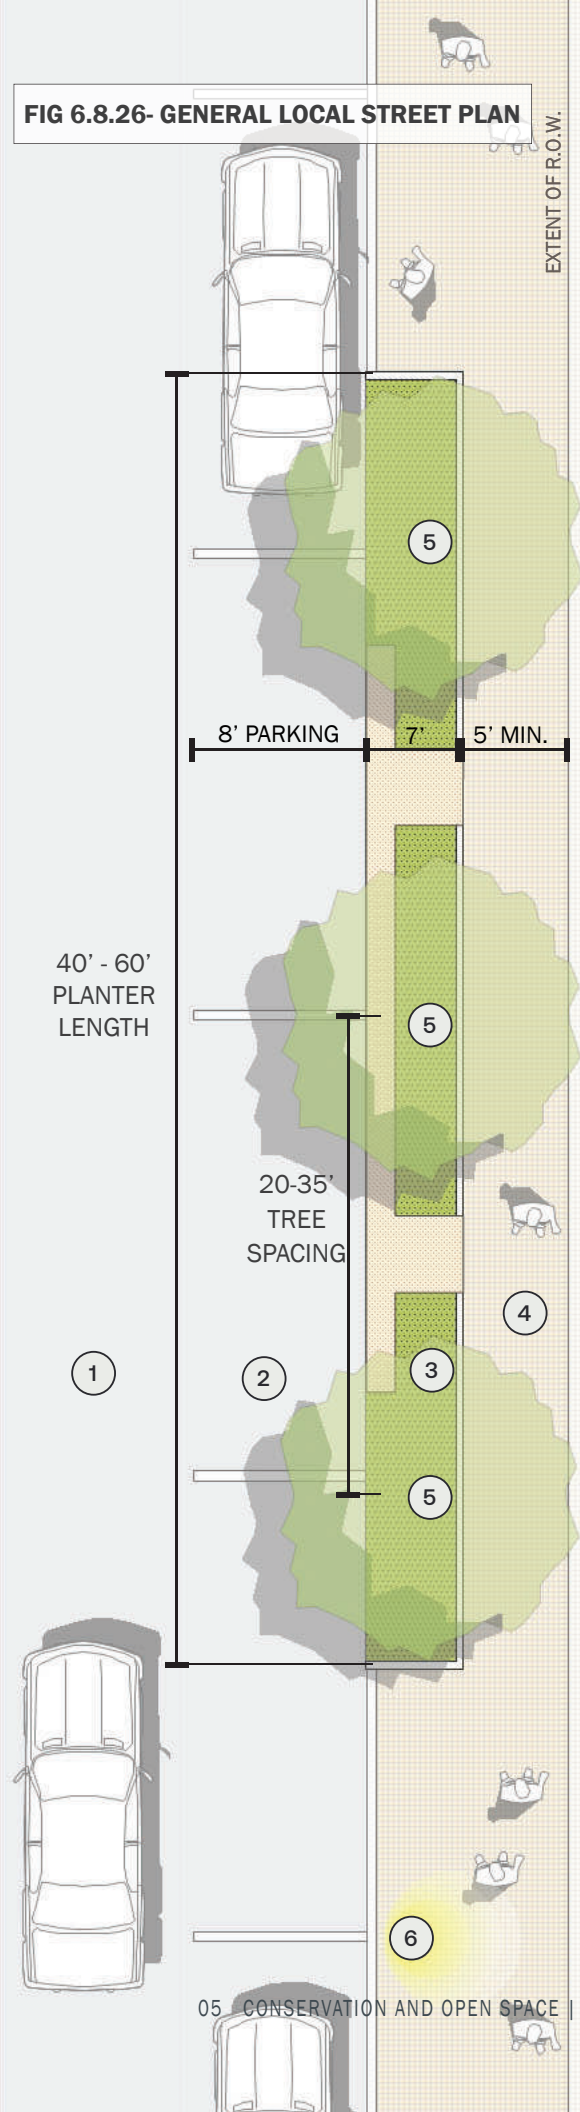 FIG 6.8.26- GENERAL LOCAL STREET PLAN
EXTENT OF R.O.W.
5
8’ PARKING
7’
5’ MIN.
40’ - 60’
PLANTER
LENGTH
5
20-35’
TREE
SPACING
4
1
2
3
5
6
05 CONSERVATION AND OPEN SPACE |